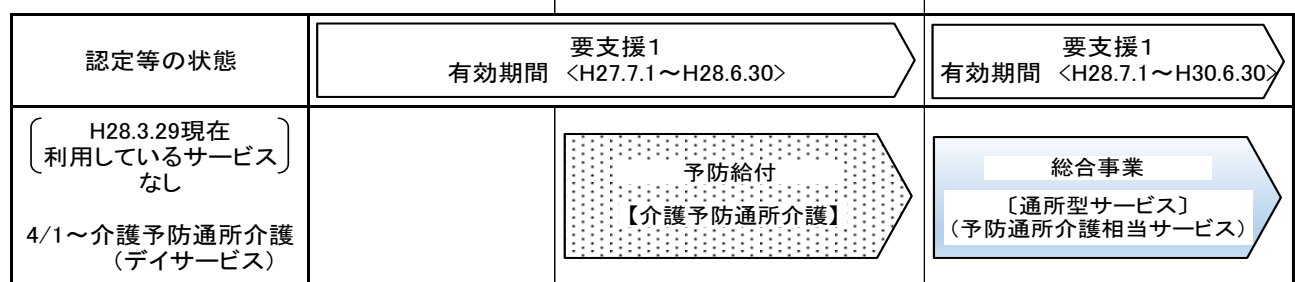 認定等の状態
要支援1
有効期間 <H27.7.1～H28.6.30>
要支援1
有効期間 <H28.7.1～H30.6.30>
H28.3.29現在
利用しているサービス
なし
4/1～介護予防通所介護
(デイサービス)
予防給付
【介護予防通所介護】
総合事業
〔通所型サービス〕
(予防通所介護相当サービス)